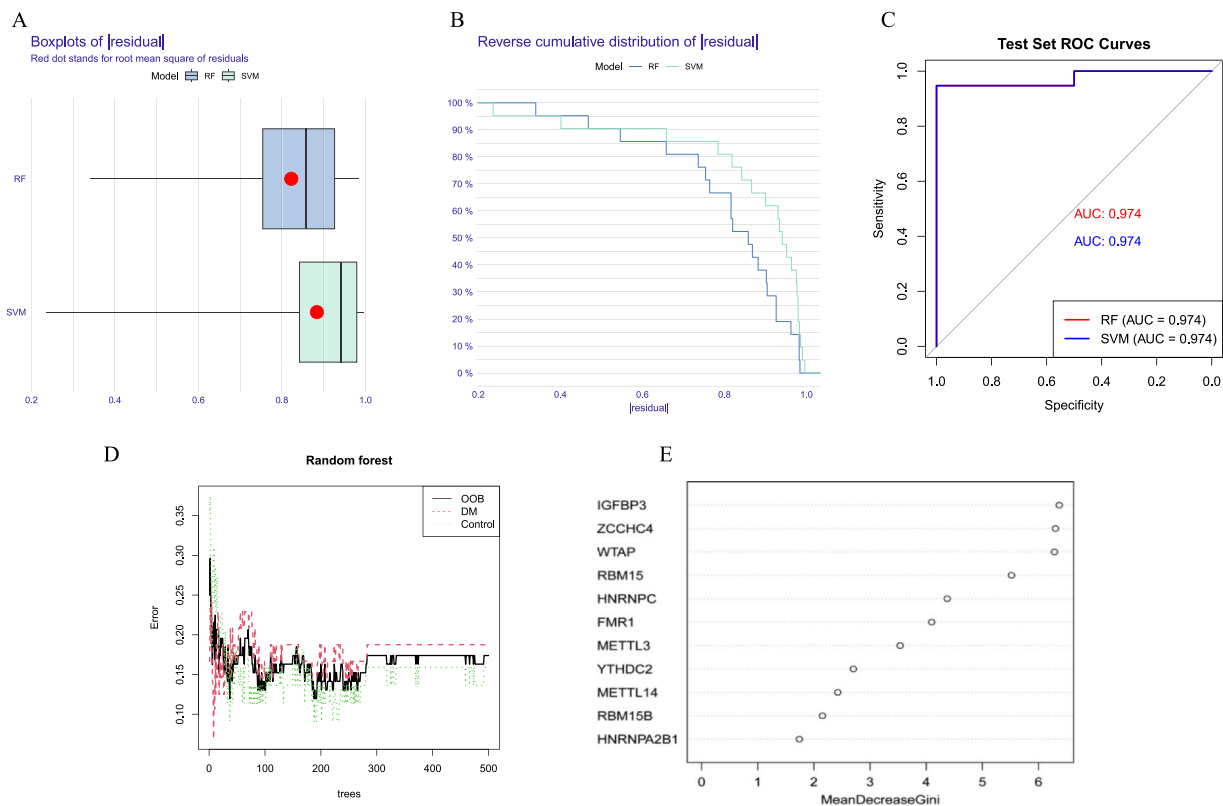 A
Boxplots of |residual|
Red dot stands for root mean square of residuals
Model RF SVM
RF
SVM
0.2 0.4 0.6 0.8 1.0
B
Reverse cumulative distribution of |residual|
Model RF SVM
100 %
90 %
80 %
70 %
60 %
50 %
40 %
30 %
20 %
10 %
0 %
0.2 0.4 0.6 0.8 1.0
|residual|
C
Test Set ROC Curves
Sensitivity
1.0
0.8
0.6
0.4
0.2
0.0
AUC: 0.974
AUC: 0.974
RF (AUC = 0.974)
SVM (AUC = 0.974)
1.0 0.8 0.6 0.4 0.2 0.0
Specificity
D
Random forest
OOB
DM
Control
Error
0.35
0.30
0.25
0.20
0.15
0.10
0 100 200 300 400 500
trees
E
IGFBP3
ZCCHC4
WTAP
RBM15
HNRNPC
FMR1
METTL3
YTHDC2
METTL14
RBM15B
HNRNPA2B1
0 1 2 3 4 5 6
MeanDecreaseGini